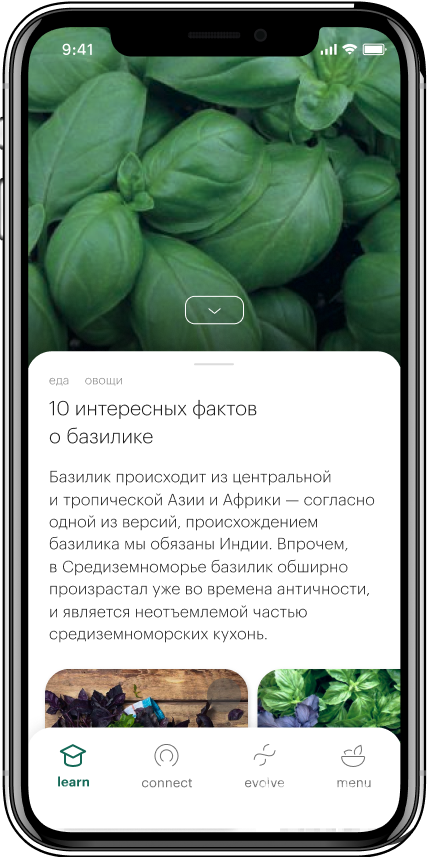 9:41
еда овощи
10 интересных фактов
о базилике
Базилик происходит из центральной
и тропической Азии и Африки — согласно
одной из версий, происхождением
базилика мы обязаны Индии. Впрочем,
в Средиземноморье базилик обширно
произрастал уже во времена античности,
и является неотъемлемой частью
средиземноморских кухонь.
learn connect evolve menu